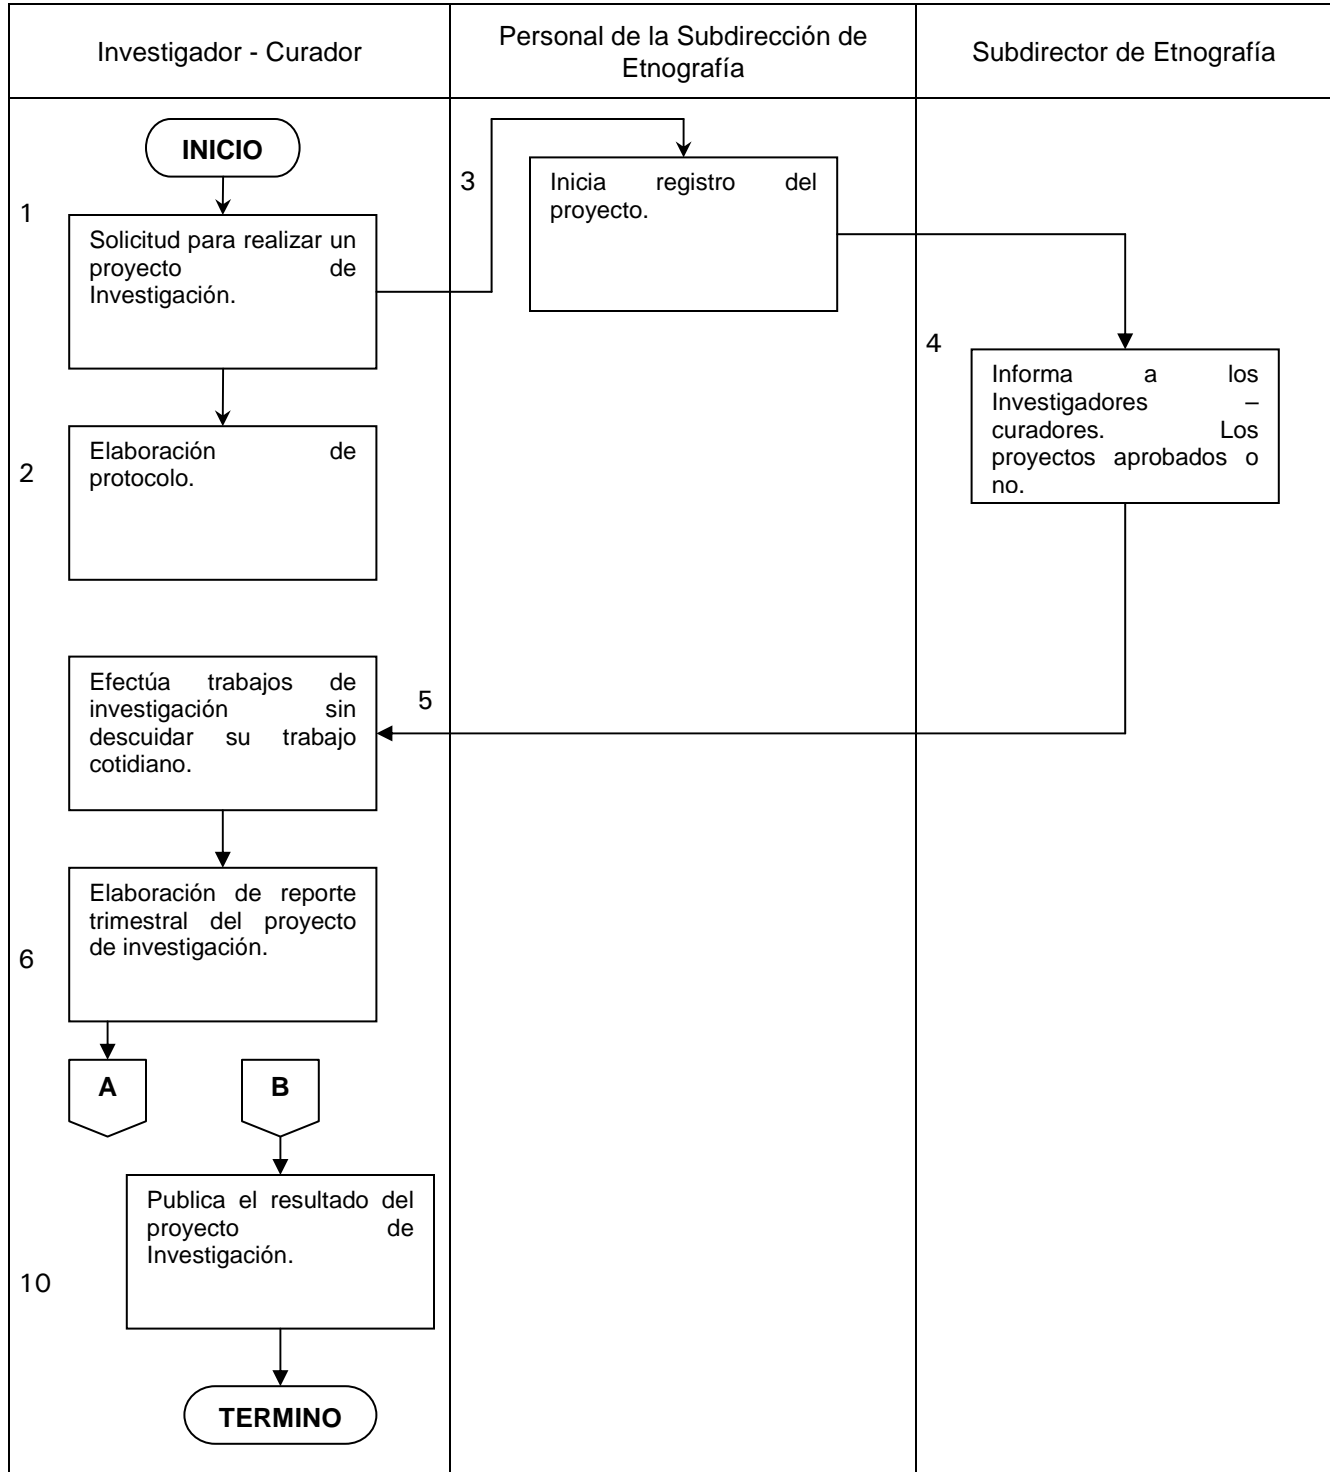 Investigador - Curador
Personal de la Subdirección de
Etnografía
Subdirector de Etnografía
INICIO
1
Solicitud para realizar un
proyecto de
Investigación.
2
Elaboración de
protocolo.
3
Inicia registro del
proyecto.
4
Informa a los
Investigadores –
curadores. Los
proyectos aprobados o
no.
5
Efectúa trabajos de
investigación sin
descuidar su trabajo
cotidiano.
6
Elaboración de reporte
trimestral del proyecto
de investigación.
A
B
10
Publica el resultado del
proyecto de
Investigación.
TERMINO